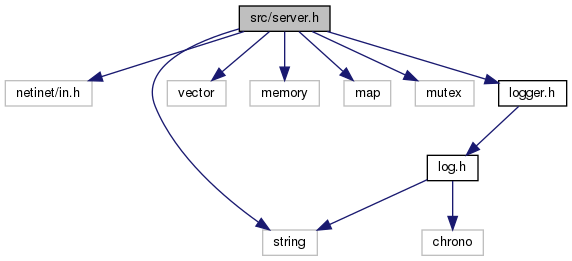 src/server.h
netinet/in.h
vector
memory
map
mutex
logger.h
log.h
string
chrono